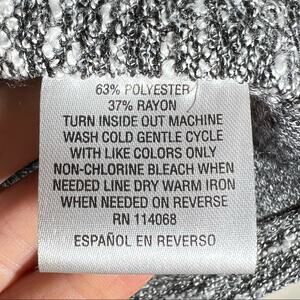 63% POLYESTER
37% RAYON
TURN INSIDE OUT MACHINE
WASH COLD GENTLE CYCLE
WITH LIKE COLORS ONLY
NON-CHLORINE BLEACH WHEN
NEEDED LINE DRY WARM IRON
WHEN NEEDED ON REVERSE
RN 114068
ESPAÑOL EN REVERSO